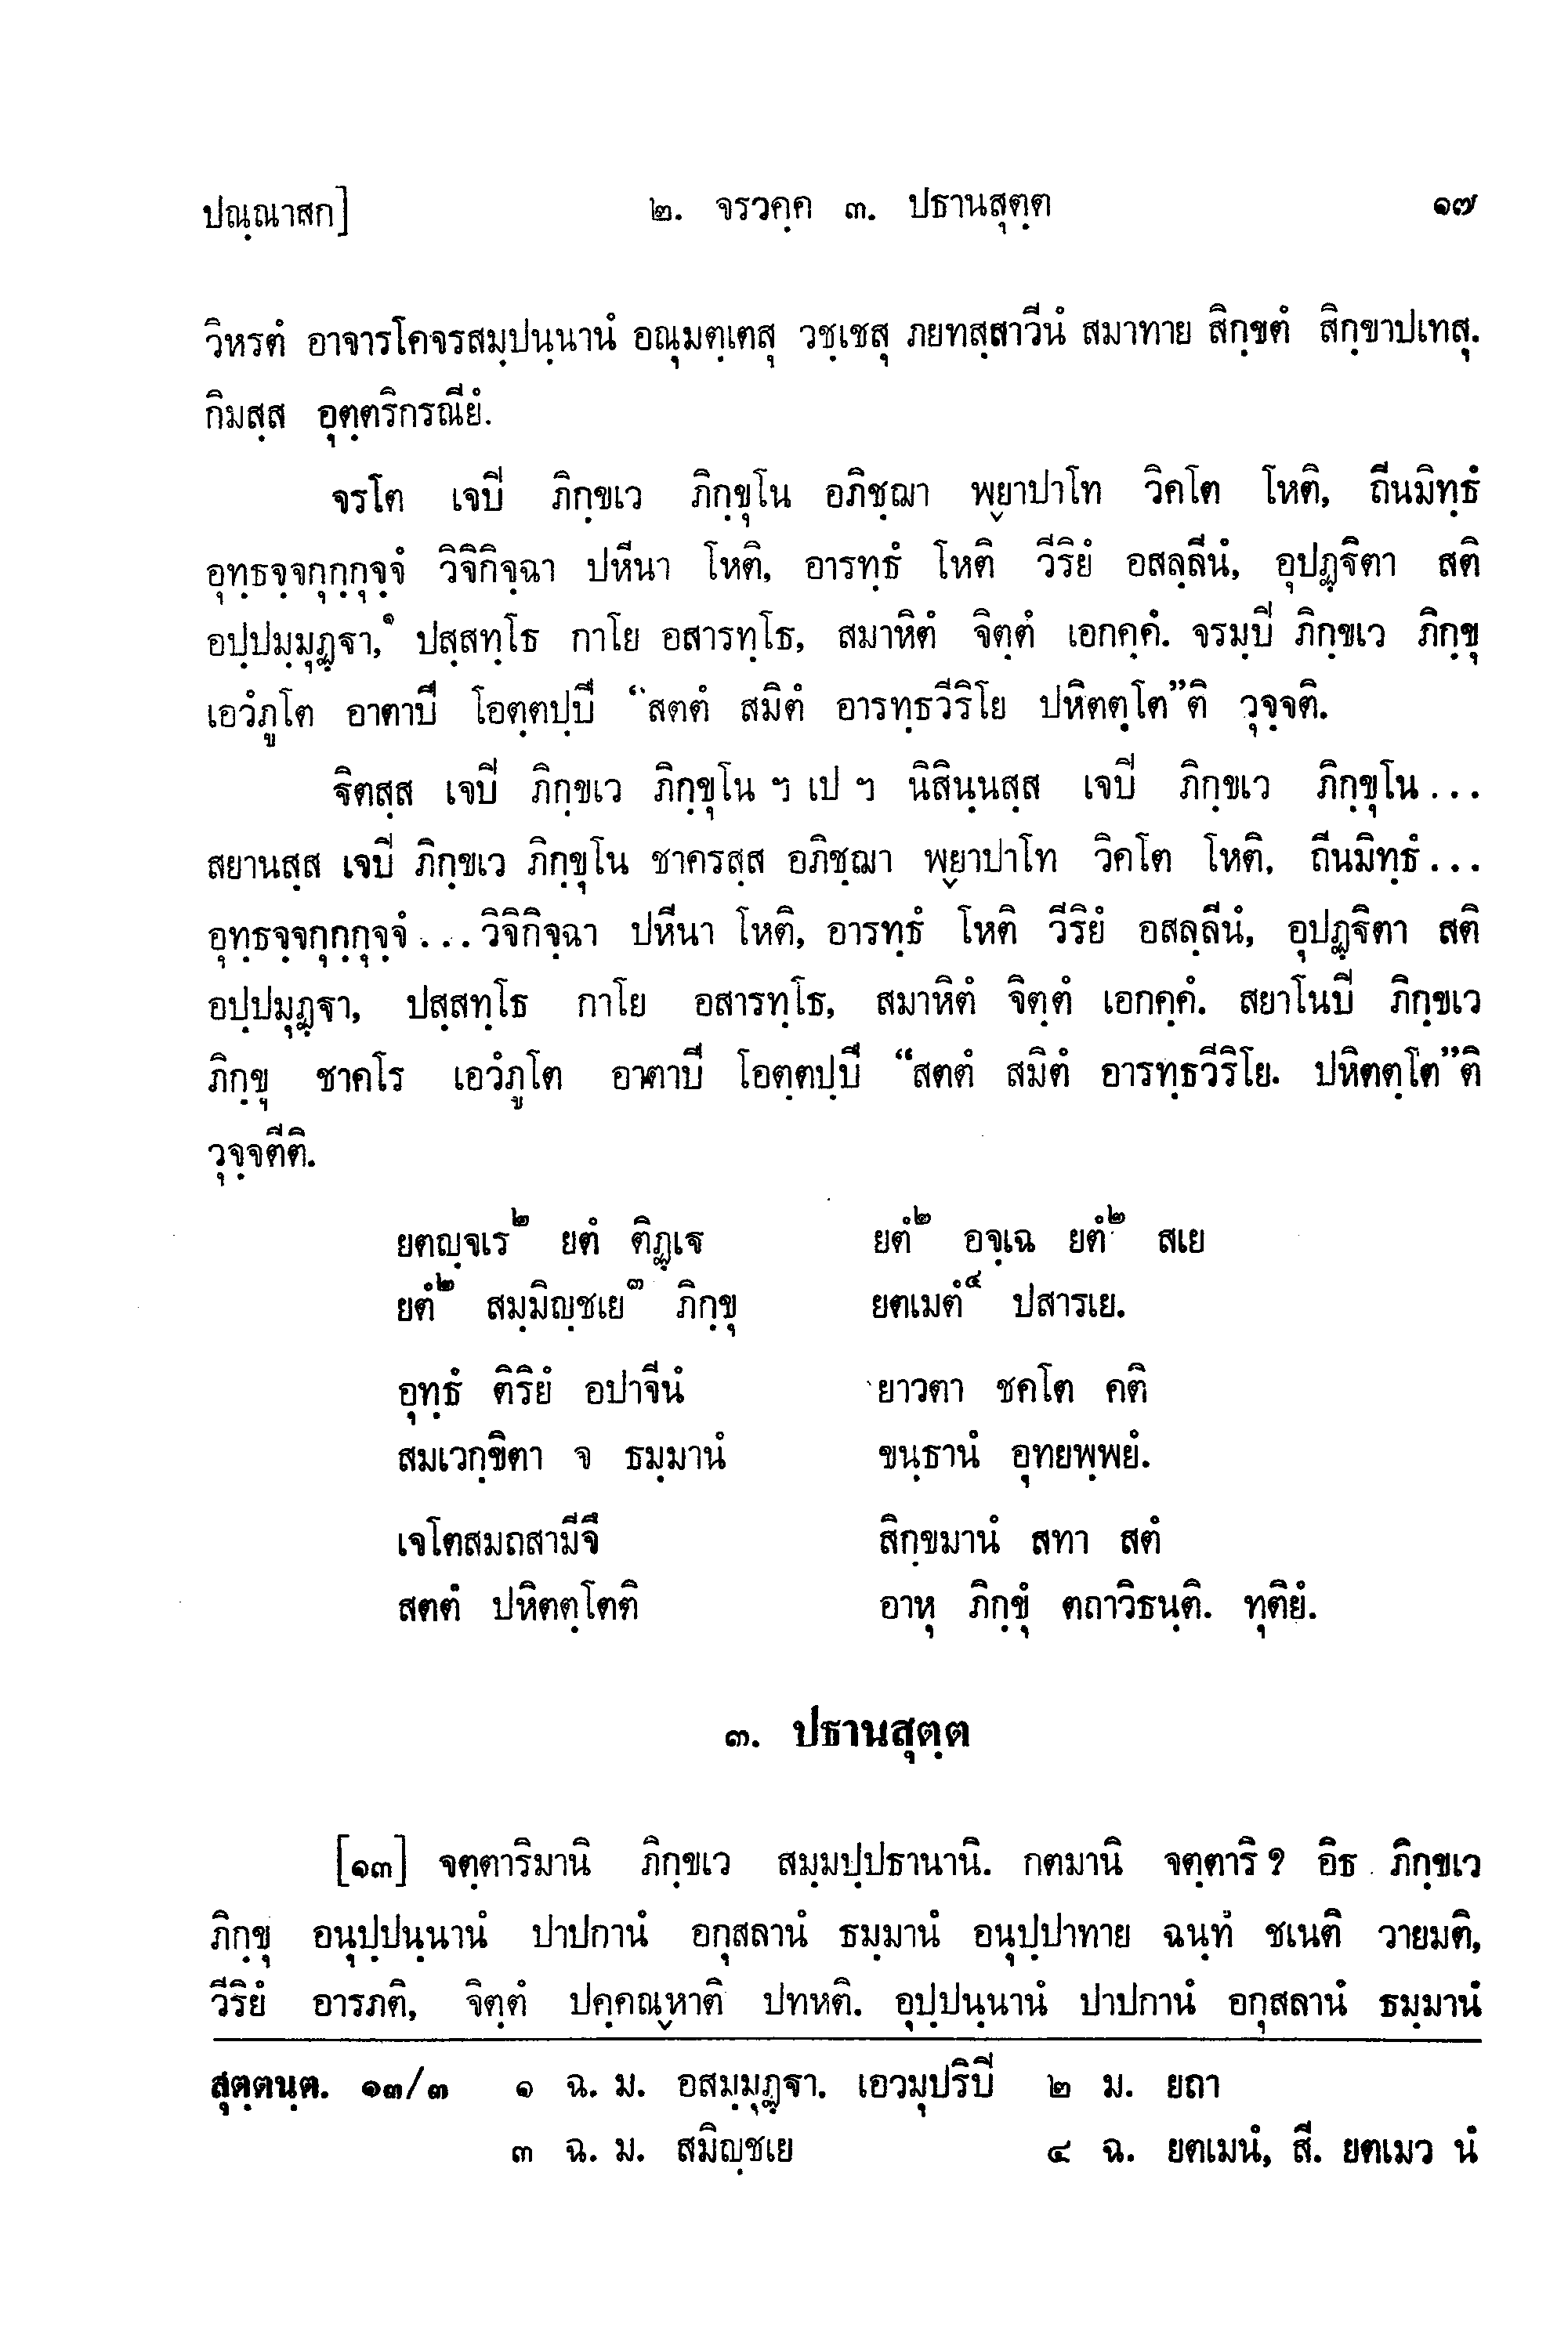 ปณฺณาสก] ๒. จรวคฺค ๓. ปธานสุตฺต ๑๗
วิหรตํ อาจารโคจรสมฺปนฺนานํ อณุมตฺเตสุ วชฺเชสุ ภยทสฺสาวีนํ สมาทาย สิกฺขตํ สิกฺขาปเทสุ.
กิมสฺส อุตฺตริกรณียํ.
จรโต เจปิ ภิกฺขเว ภิกฺขุโน อภิชฺฌา พฺยาปาโท วิคโต โหติ, ถีนมิทฺธํ
อุทฺธจฺจกุกฺกุจฺจํ วิจิกิจฺฉา ปหีนา โหติ, อารทฺธํ โหติ วีริยํ อสลฺลีนํ, อุปฏฺฐิตา สติ
อปฺปมฺมุฏฺฐา,๑ ปสฺสทฺโธ กาโย อสารทฺโธ, สมาหิตํ จิตฺตํ เอกคฺคํ. จรมฺปิ ภิกฺขเว ภิกฺขุ
เอวํภูโต อาตาปี โอตฺตปฺปี “สตตํ สมิตํ อารทฺธวีริโย ปหิตตฺโต”ติ วุจฺจติ.
ฐิตสฺส เจปิ ภิกฺขเว ภิกฺขุโน ฯ เป ฯ นิสินฺนสฺส เจปิ ภิกฺขเว ภิกฺขุโน...
สยานสฺส เจปิ ภิกฺขเว ภิกฺขุโน ชาครสฺส อภิชฺฌา พฺยาปาโท วิคโต โหติ, ถีนมิทฺธํ...
อุทฺธจฺจกุกฺกุจฺจํ...วิจิกิจฺฉา ปหีนา โหติ, อารทฺธํ โหติ วีริยํ อสลฺลีนํ, อุปฏฺฐิตา สติ
อปฺปมุฏฺฐา, ปสฺสทฺโธ กาโย อสารทฺโธ, สมาหิตํ จิตฺตํ เอกคฺคํ. สยาโนปิ ภิกฺขเว
ภิกฺขุ ชาคโร เอวํภูโต อาตาปี โอตฺตปฺปี “สตตํ สมิตํ อารทฺธวีริโย. ปหิตตฺโต”ติ
วุจฺจตีติ.
ยตญฺจเร๒ ยตํ ติฏฺเฐ ยตํ๒ อจฺเฉ ยตํ๒ สเย
ยตํ๒ สมฺมิญฺชเย๓ ภิกฺขุ ยตเมตํ๔ ปสารเย.
อุทฺธํ ติริยํ อปาจีนํ ยาวตา ชคโต คติ
สมเวกฺขิตา จ ธมฺมานํ ขนฺธานํ อุทยพฺพยํ.
เจโตสมถสามีจึ สิกฺขมานํ สทา สตํ
สตตํ ปหิตตฺโตติ อาหุ ภิกฺขุํ ตถาวิธนฺติ. ทุติยํ.
๓. ปธานสุตฺต
[๑๓] จตฺตาริมานิ ภิกฺขเว สมฺมปฺปธานานิ. กตมานิ จตฺตาริ ? อิธ ภิกฺขเว
ภิกฺขุ อนุปฺปนฺนานํ ปาปกานํ อกุสลานํ ธมฺมานํ อนุปฺปาทาย ฉนฺทํ ชเนติ วายมติ,
วีริยํ อารภติ, จิตฺตํ ปคฺคณฺหาติ ปทหติ. อุปฺปนฺนานํ ปาปกานํ อกุสลานํ ธมฺมานํ
สุตฺตนฺต. ๑๓/๓ ๑ ฉ. ม. อสมฺมุฏฺฐา. เอวมุปริปิ ๒ ม. ยถา
๓ ฉ. ม. สมิญฺชเย ๔ ฉ. ยตเมนํ, สี. ยตเมว นํ